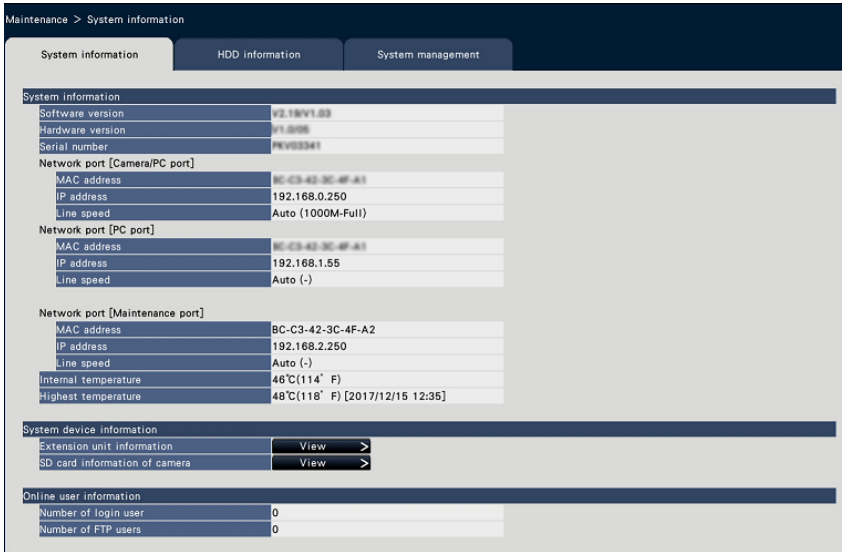 Maintenance > System information
System information HDD information System management
System information
Software version
Hardware version
Serial number
Network port [Camera/PC port]
MAC address
IP address 192.168.0.250
Line speed Auto (1000M-Full)
Network port [PC port]
MAC address
IP address 192.168.1.55
Line speed Auto (-)
Network port [Maintenance port]
MAC address BC-C3-42-3C-4F-A2
IP address 192.168.2.250
Line speed Auto (-)
Internal temperature 46℃(114° F)
Highest temperature 48℃(118° F) [2017/12/15 12:35]
System device information
Extension unit information View >
SD card information of camera View >
Online user information
Number of login user 0
Number of FTP users 0